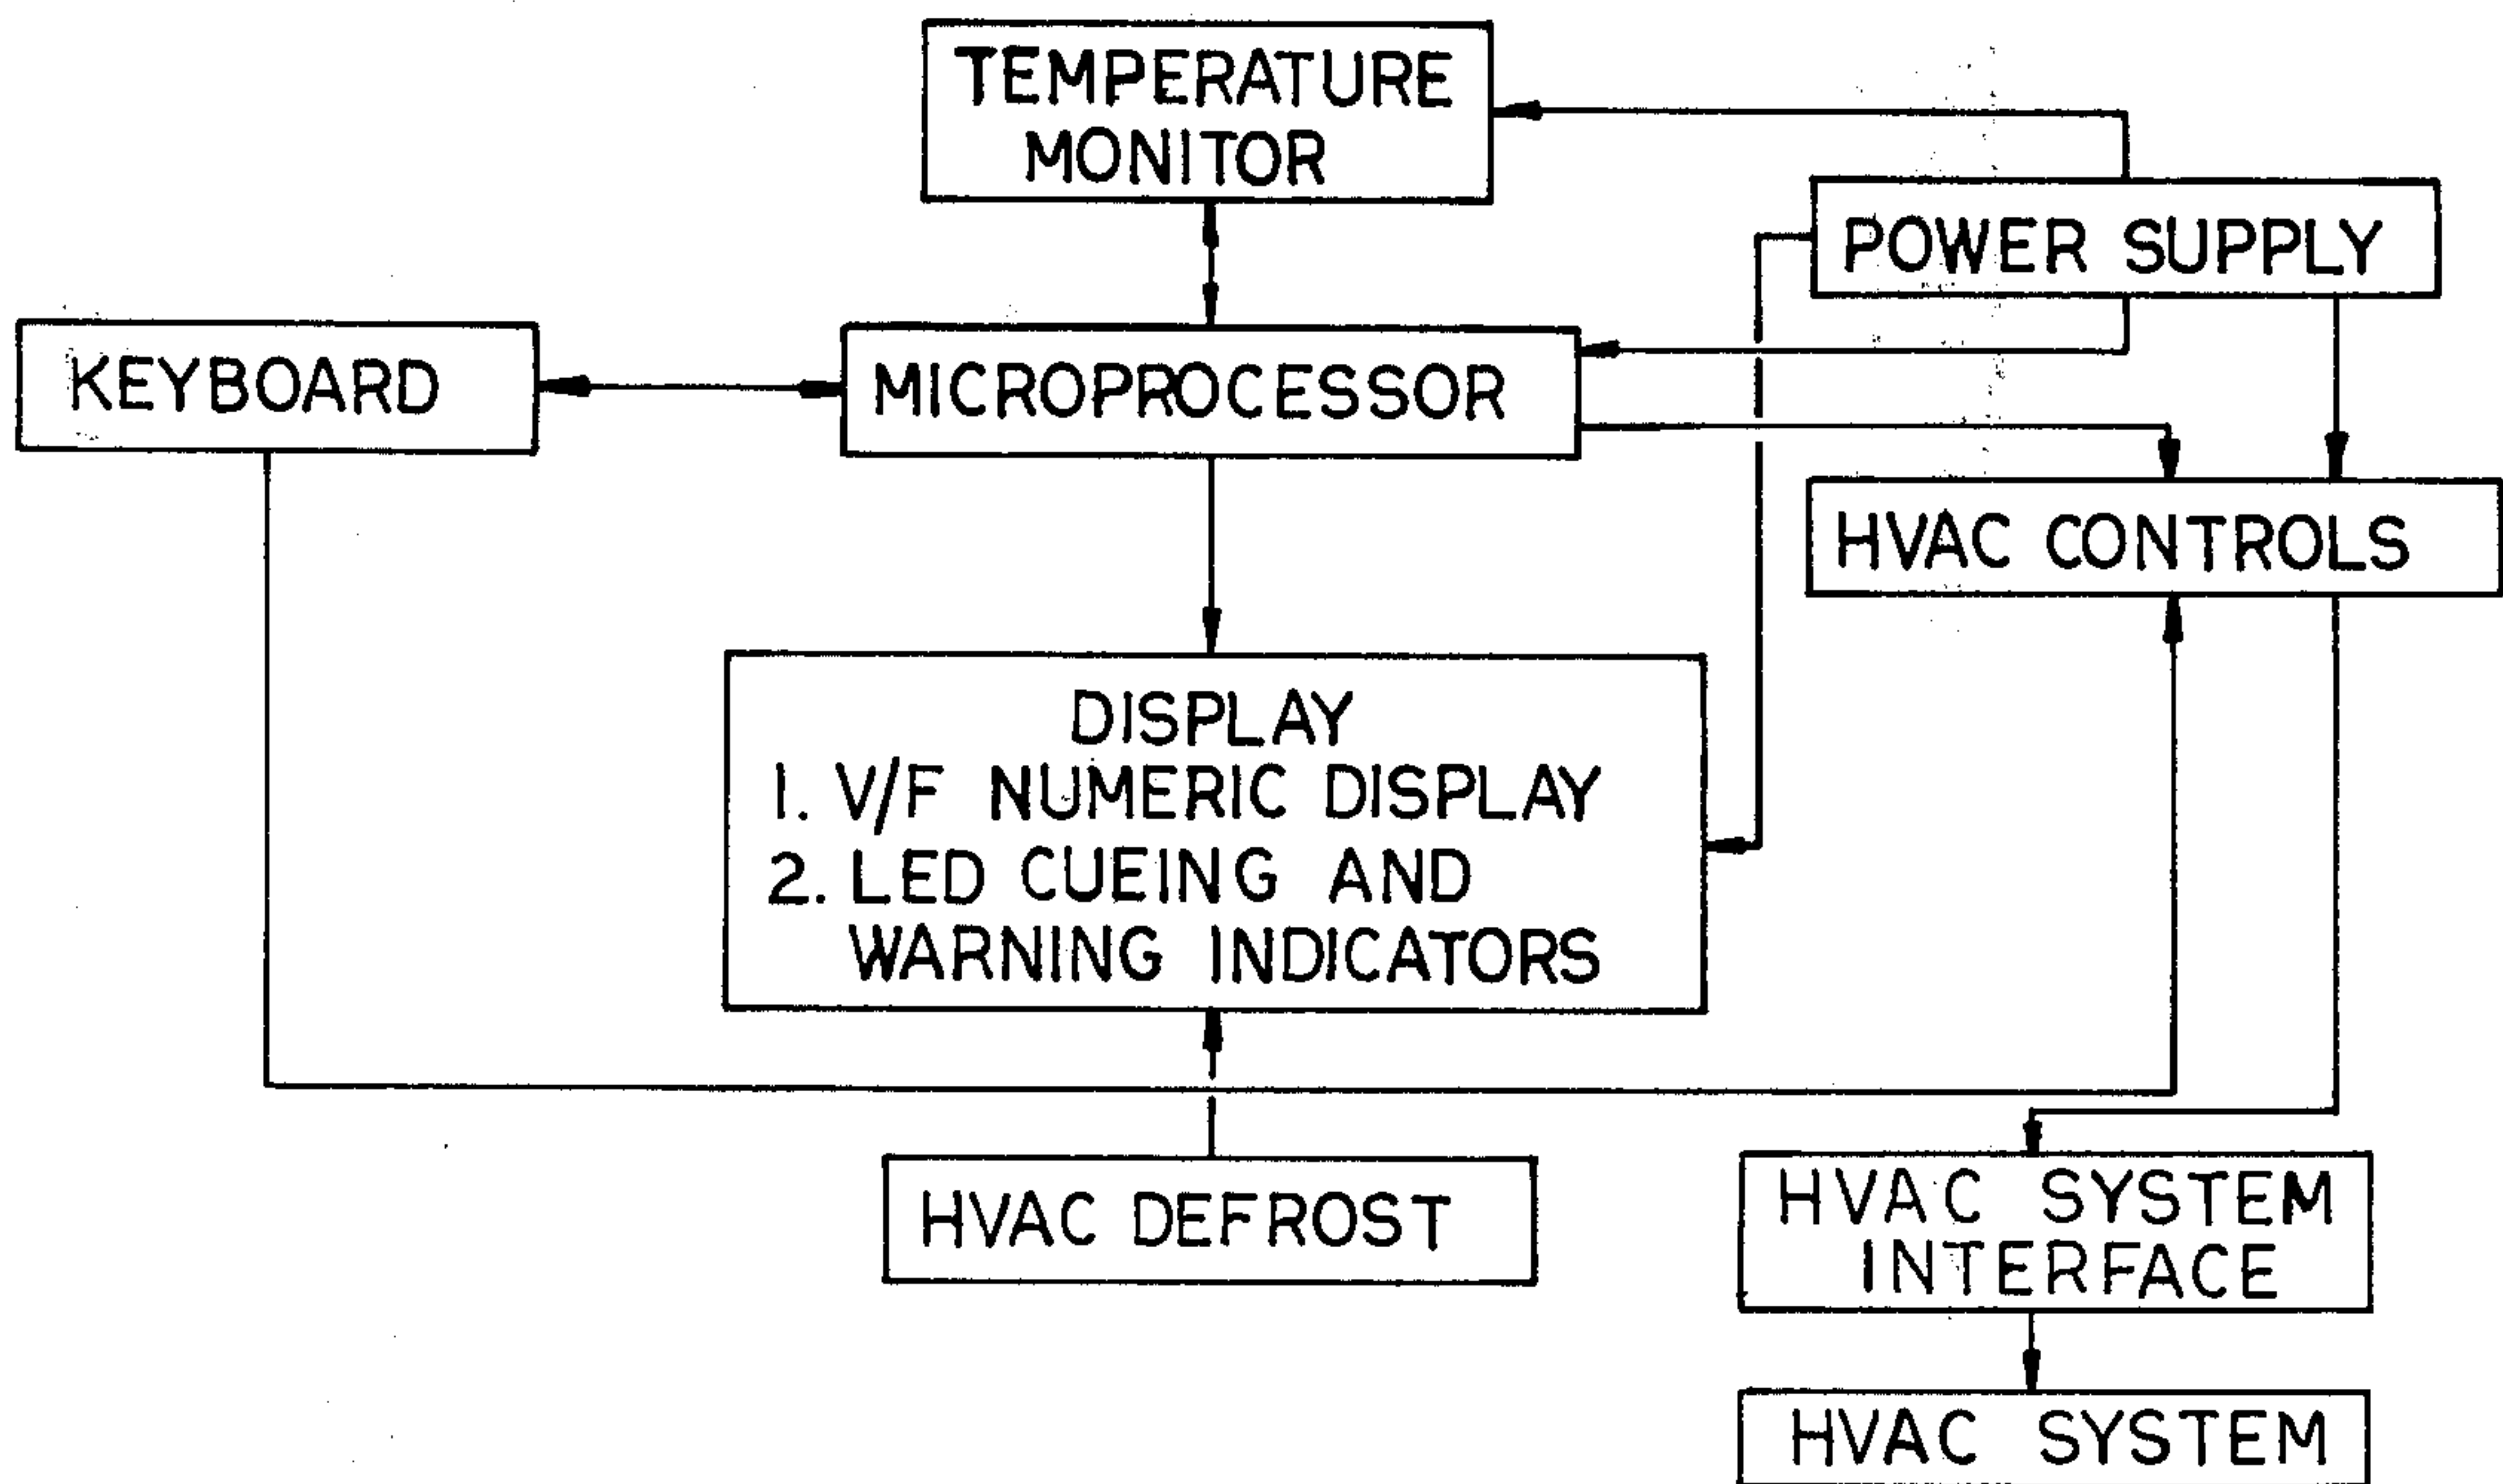 TEMPERATURE
MONITOR
POWER SUPPLY
KEYBOARD
MICROPROCESSOR
HVAC CONTROLS
DISPLAY
1. V/F NUMERIC DISPLAY
2. LED CUEING AND
WARNING INDICATORS
HVAC DEFROST
HVAC SYSTEM
INTERFACE
HVAC SYSTEM